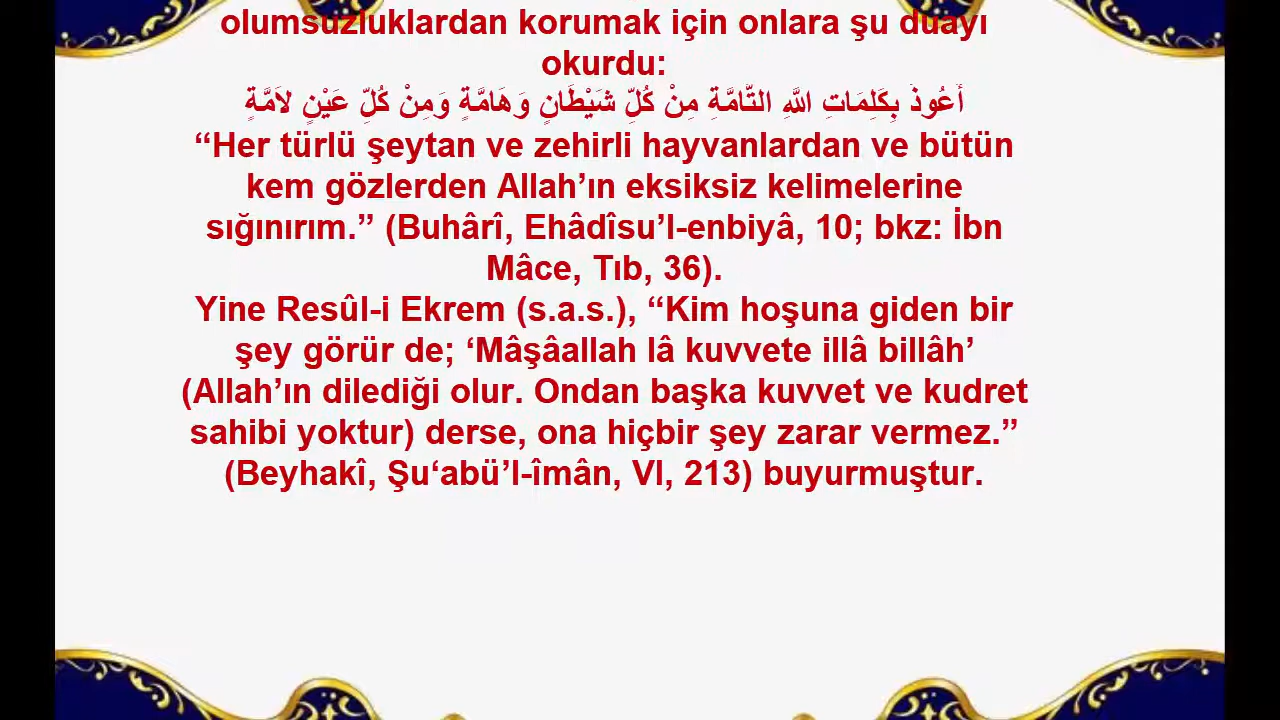 olumsuzluklardan korumak için onlara şu duayı
okurdu:
أَعُوذُ بِكَلِمَاتِ اللَّهِ التَّامَّةِ مِنْ كُلِّ شَيْطَانٍ وَهَامَّةٍ وَمِنْ كُلِّ عَيْنٍ لاَمَّةٍ
“Her türlü şeytan ve zehirli hayvanlardan ve bütün
kem gözlerden Allah’ın eksiksiz kelimelerine
sığınırım.” (Buhârî, Ehâdîsu’l-enbiyâ, 10; bkz: İbn
Mâce, Tıb, 36).
Yine Resûl-i Ekrem (s.a.s.), “Kim hoşuna giden bir
şey görür de; ‘Mâşâallah lâ kuvvete illâ billâh’
(Allah’ın dilediği olur. Ondan başka kuvvet ve kudret
sahibi yoktur) derse, ona hiçbir şey zarar vermez.”
(Beyhakî, Şu‘abü’l-îmân, VI, 213) buyurmuştur.